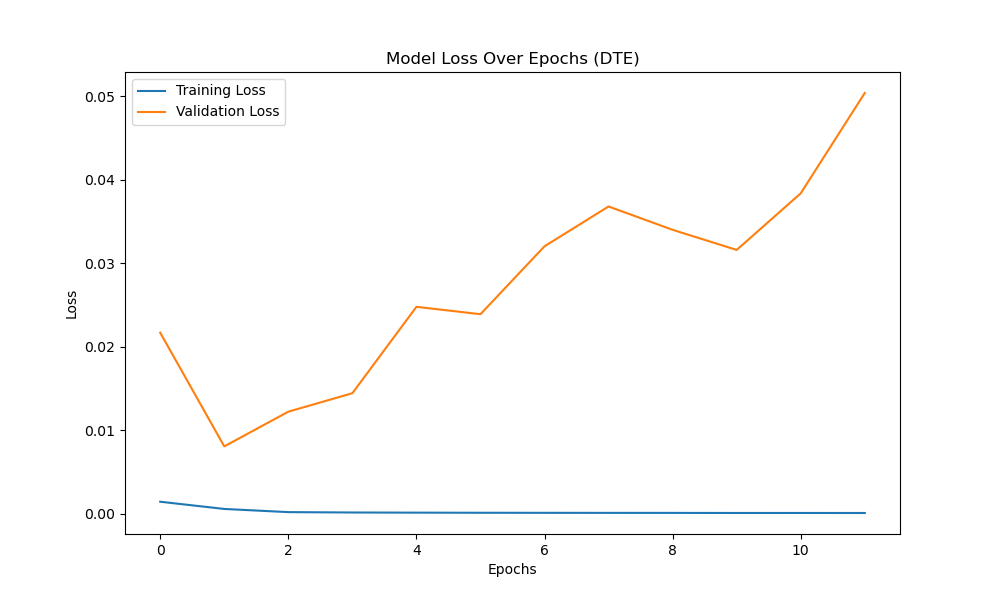 Model Loss Over Epochs (DTE)
Training Loss
Validation Loss
0.05
0.04
0.03
0.02
0.01
0.00
Loss
0 2 4 6 8 10
Epochs